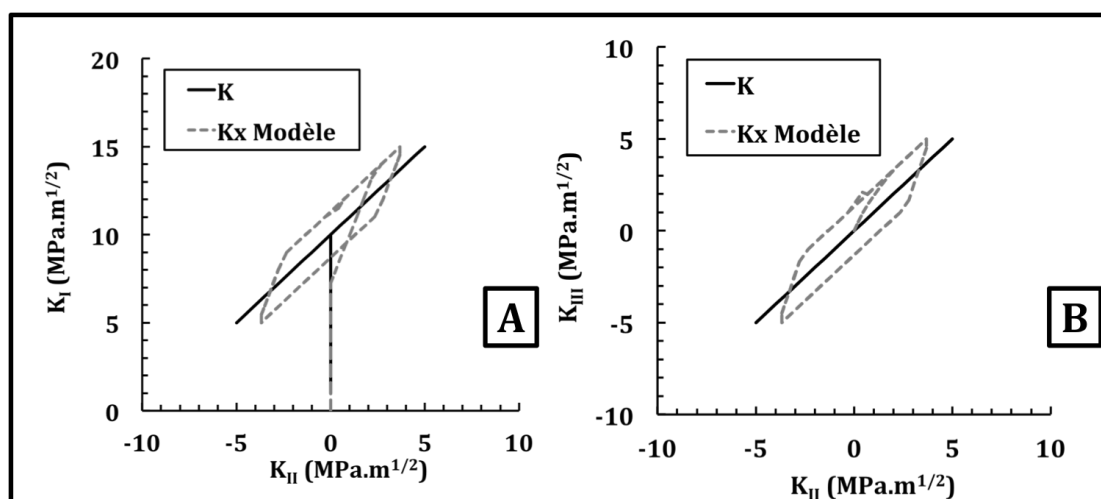 20
15
10
5
0
-10
-5
0
5
10
K_I (MPa.m^1/2)
K_II (MPa.m^1/2)
K
Kx Modèle
A
10
5
0
-5
-10
-10
-5
0
5
10
K_III (MPa.m^1/2)
K_II (MPa.m^1/2)
K
Kx Modèle
B